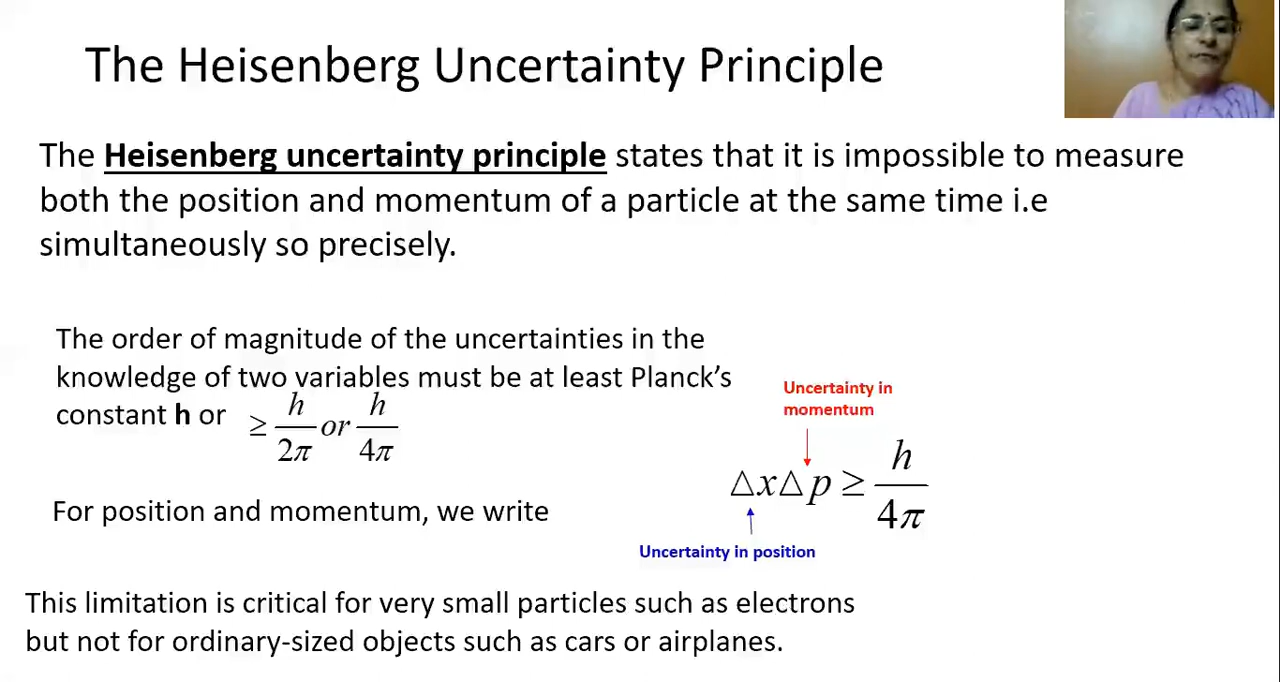 The Heisenberg Uncertainty Principle
The Heisenberg uncertainty principle states that it is impossible to measure
both the position and momentum of a particle at the same time i.e
simultaneously so precisely.
The order of magnitude of the uncertainties in the
knowledge of two variables must be at least Planck’s
constant h or ≥ h/2π or h/4π
For position and momentum, we write
Uncertainty in
momentum
△x△p ≥ h/4π
Uncertainty in position
This limitation is critical for very small particles such as electrons
but not for ordinary-sized objects such as cars or airplanes.